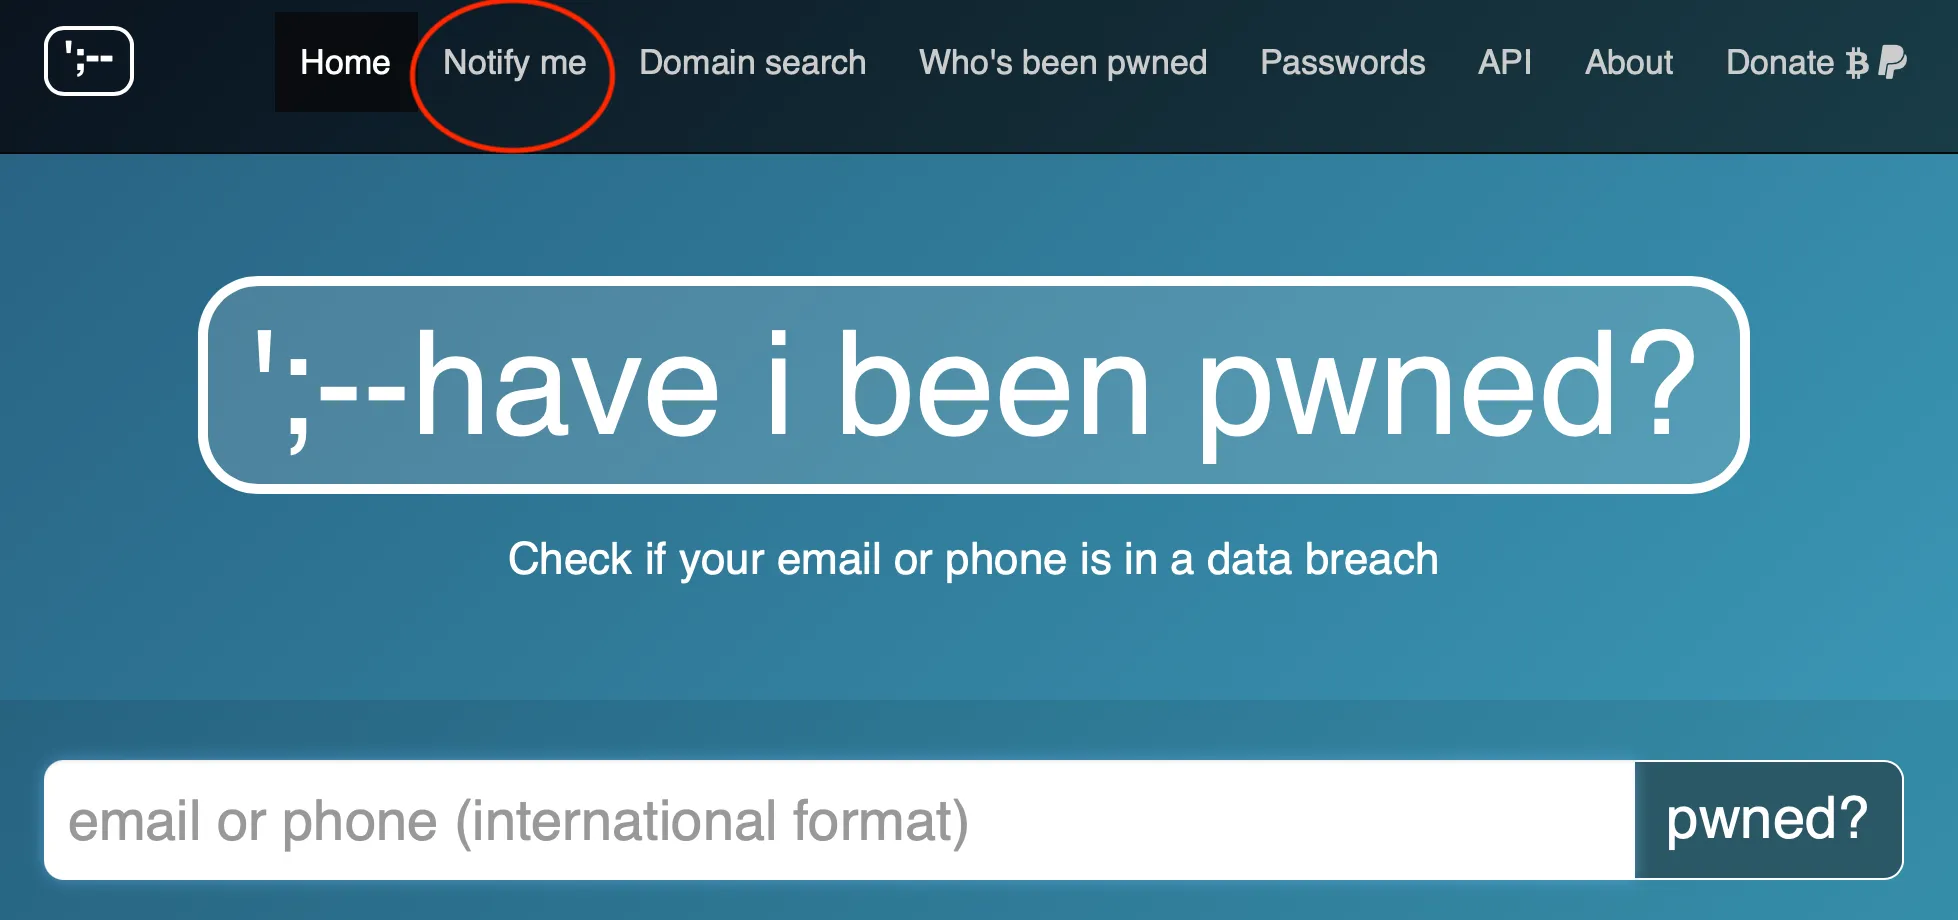 ';--
Home Notify me Domain search Who's been pwned Passwords API About Donate
';--have i been pwned?
Check if your email or phone is in a data breach
email or phone (international format) pwned?